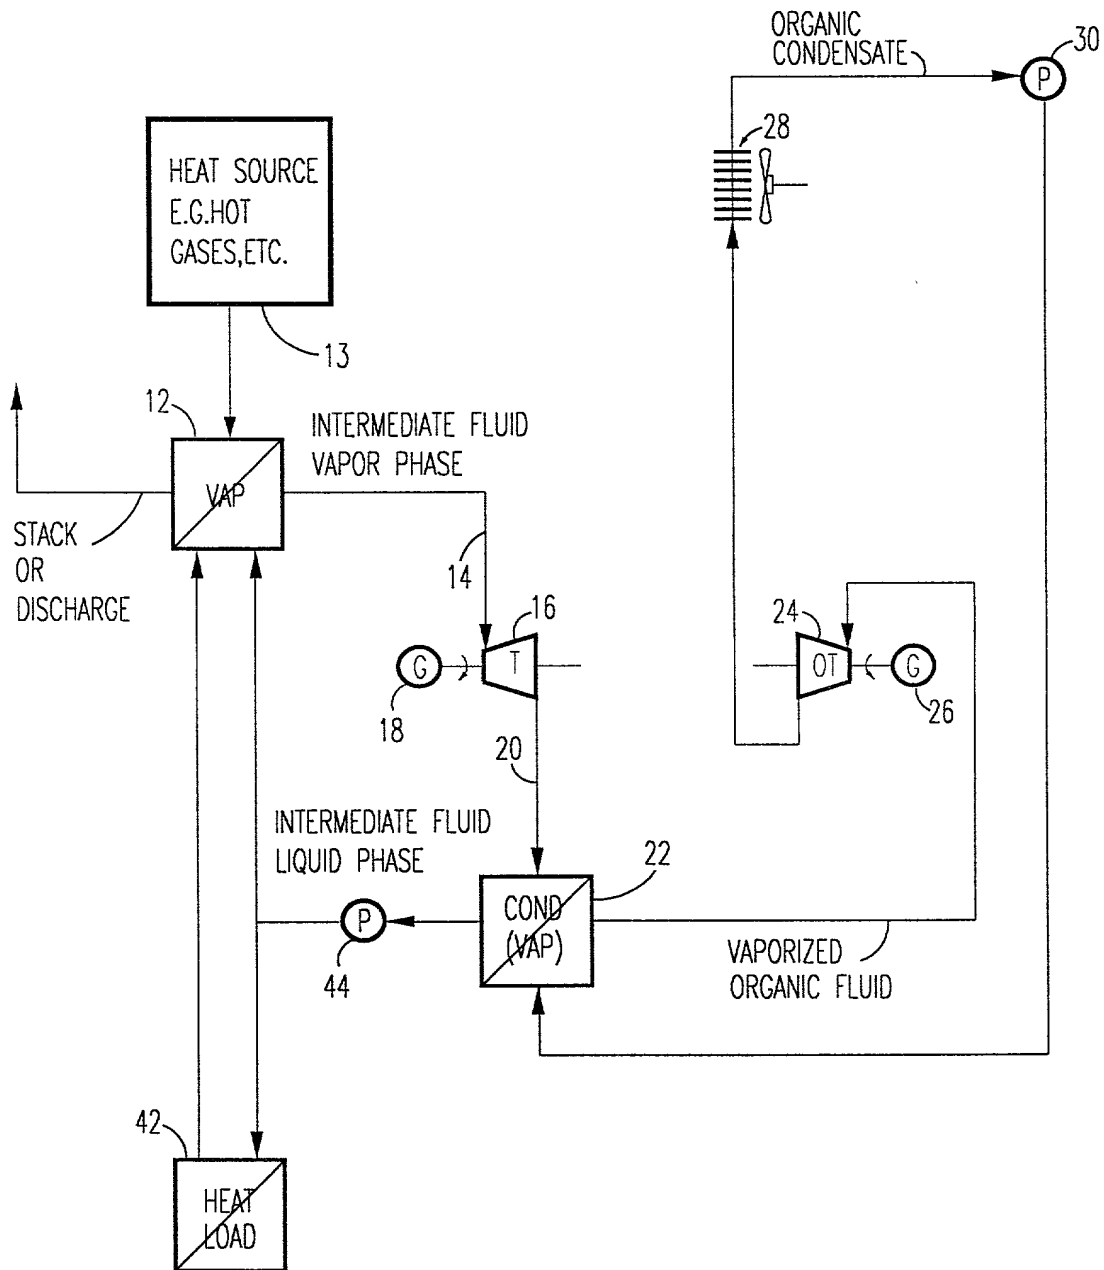 ORGANIC
CONDENSATE
30
P
28
HEAT SOURCE
E.G.HOT
GASES,ETC.
13
12
INTERMEDIATE FLUID
VAPOR PHASE
VAP
STACK
OR
DISCHARGE
14
16
24
G
T
OT
G
18
26
20
INTERMEDIATE FLUID
LIQUID PHASE
22
P
COND
(VAP)
44
VAPORIZED
ORGANIC FLUID
42
HEAT
LOAD